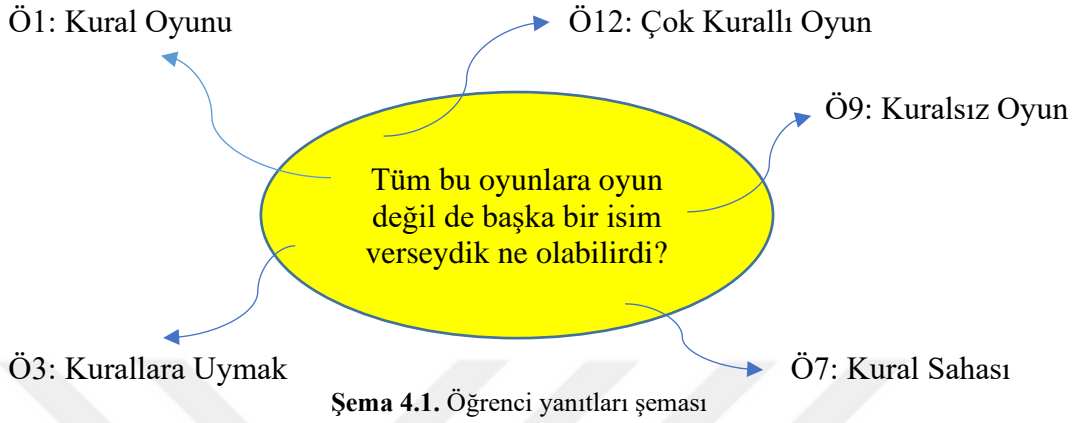 Ö1: Kural Oyunu
Ö12: Çok Kurallı Oyun
Ö9: Kuralsız Oyun
Tüm bu oyunlara oyun
değil de başka bir isim
verseydik ne olabilirdi?
Ö3: Kurallara Uymak
Ö7: Kural Sahası
Şema 4.1. Öğrenci yanıtları şeması